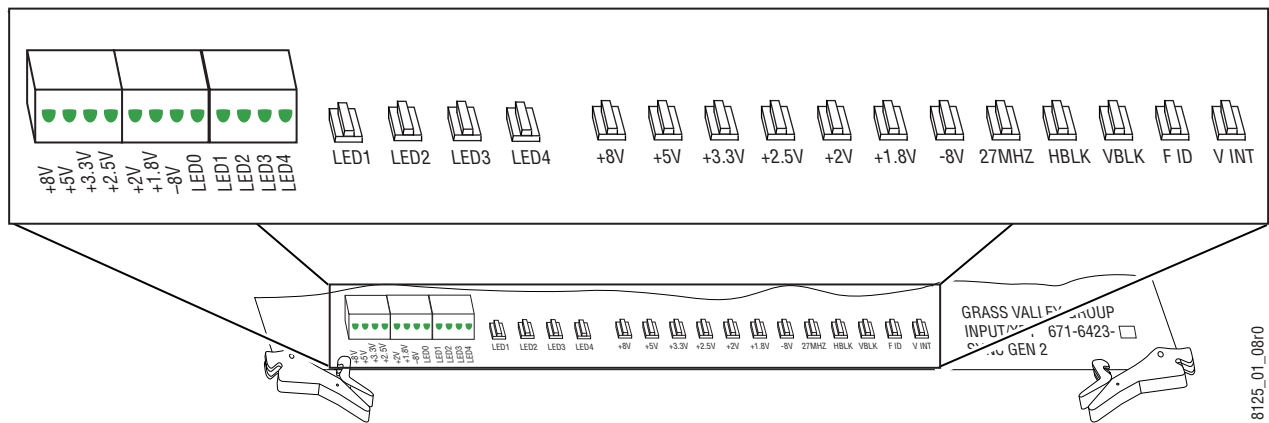 +8V
+5V
+3.3V
+2.5V
+2V
+1.8V
–8V
LED0
LED1
LED2
LED3
LED4
LED1 LED2 LED3 LED4 +8V +5V +3.3V +2.5V +2V +1.8V -8V 27MHZ HBLK VBLK F ID V INT
+8V
+5V
+3.3V
+2.5V
+2V
+1.8V
-8V
LED0
LED1
LED2
LED3
LED4
LED1 LED2 LED3 LED4 +8V +5V +3.3V +2.5V +2V +1.8V -8V 27MHZ HBLK VBLK F ID V INT
GRASS VALLEY GROUP
671-6423-
GEN 2
8125_01_08r0